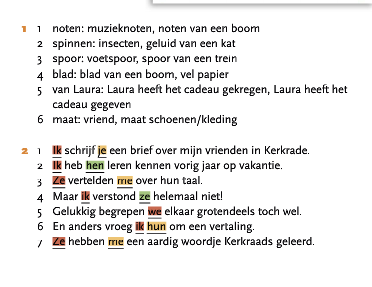 1 1 noten: muzieknoten, noten van een boom
2 spinnen: insecten, geluid van een kat
3 spoor: voetspoor, spoor van een trein
4 blad: blad van een boom, vel papier
5 van Laura: Laura heeft het cadeau gekregen, Laura heeft het
cadeau gegeven
6 maat: vriend, maat schoenen/kleding
2 1 Ik schrijf je een brief over mijn vrienden in Kerkrade.
2 Ik heb hen leren kennen vorig jaar op vakantie.
3 Ze vertelden me over hun taal.
4 Maar ik verstond ze helemaal niet!
5 Gelukkig begrepen we elkaar grotendeels toch wel.
6 En anders vroeg ik hun om een vertaling.
7 Ze hebben me een aardig woordje Kerkraads geleerd.